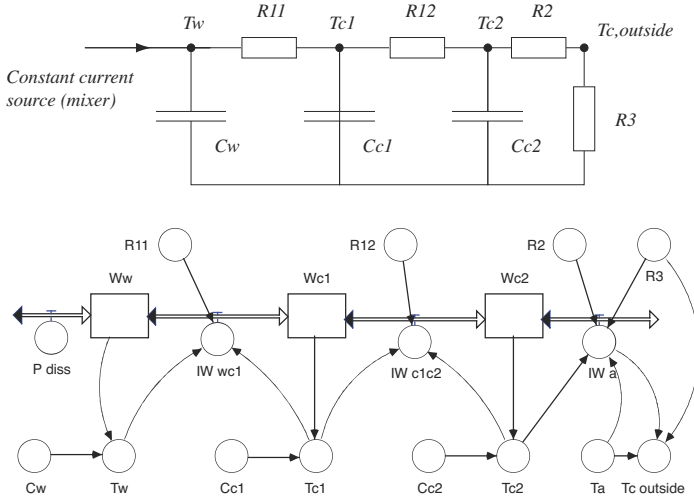 Tw R11 Tc1 R12 Tc2 R2 Tc,outside
Constant current
source (mixer)
Cw Cc1 Cc2 R3
R11 R12 R2 R3
Ww Wc1 Wc2
P diss IW wc1 IW c1c2 IW a
Cw Tw Cc1 Tc1 Cc2 Tc2 Ta Tc outside